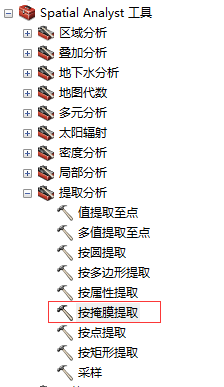 Spatial Analyst 工具
区域分析
叠加分析
地下水分析
地图代数
多元分析
太阳辐射
密度分析
局部分析
提取分析
值提取至点
多值提取至点
按圆提取
按多边形提取
按属性提取
按掩膜提取
按点提取
按矩形提取
采样